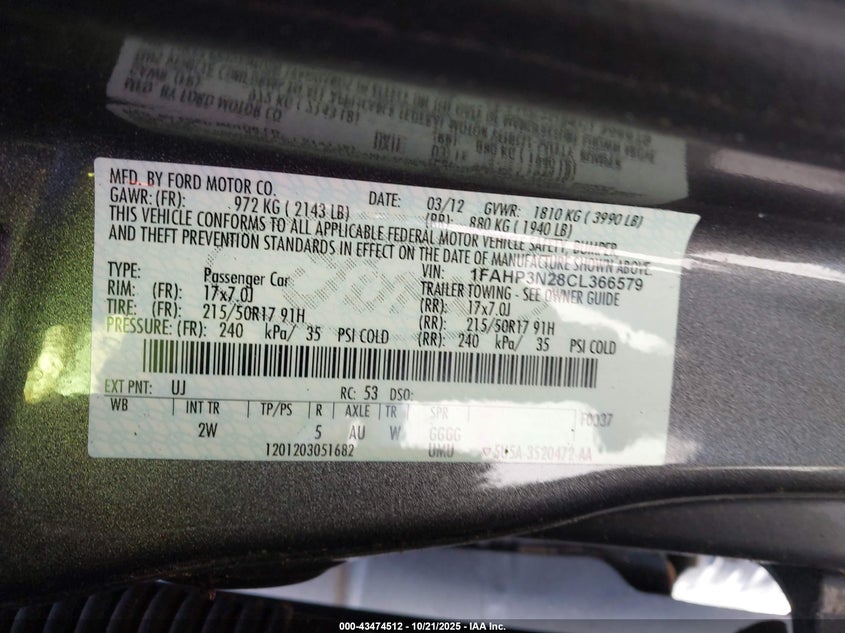 MFD. BY FORD MOTOR CO.
DATE: 03/12 GVWR: 1810 KG ( 3990 LB)
GAWR: (FR): 972 KG ( 2143 LB) (RR): 880 KG ( 1940 LB)
THIS VEHICLE CONFORMS TO ALL APPLICABLE FEDERAL MOTOR VEHICLE SAFETY, BUMPER,
AND THEFT PREVENTION STANDARDS IN EFFECT ON THE DATE OF MANUFACTURE SHOWN ABOVE.
VIN: 1FAHP3N28CL366579
TYPE: Passenger Car TRAILER TOWING - SEE OWNER GUIDE
RIM: (FR): 17x7.0J (RR): 17x7.0J
TIRE: (FR): 215/50R17 91H (RR): 215/50R17 91H
PRESSURE: (FR): 240 kPa/ 35 PSI COLD (RR): 240 kPa/ 35 PSI COLD
EXT PNT: UJ RC: 53 DSO:
WB INT TR TP/PS R AXLE TR SPR F0037
2W 5 AU W GGGG
1201203051682 UMU 5U5A-3520472-AA
000-43474512 - 10/21/2025 - IAA Inc.